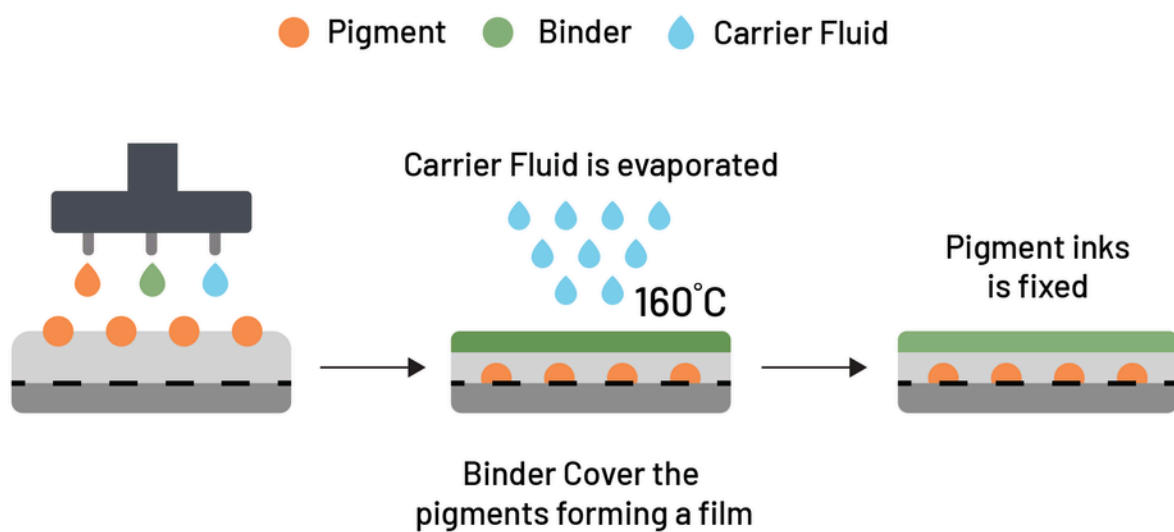 Pigment Binder Carrier Fluid
Carrier Fluid is evaporated
160°C
Pigment inks
is fixed
Binder Cover the
pigments forming a film